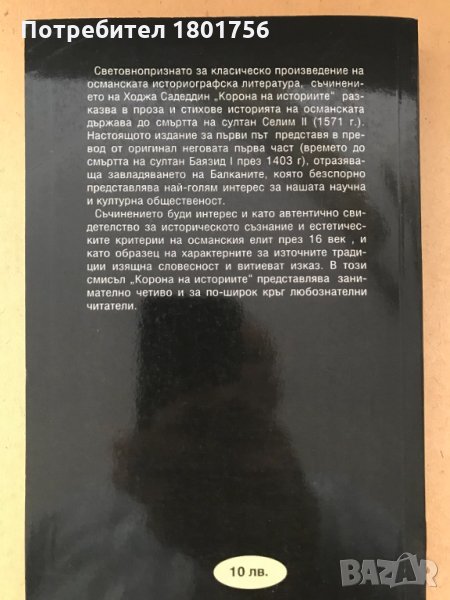 Потребител 1801756
Световнопризнато за класическо произведение на
османската историографска литература, съчинени-
ето на Ходжа Садеддин „Корона на историите" раз-
казва в проза и стихове историята на османската
държава до смъртта на султан Селим II (1571 г.).
Настоящото издание за първи път представя в пре-
вод от оригинал неговата първа част (времето до
смъртта на султан Баязид I през 1403 г), отразява-
ща завладяването на Балканите, която безспорно
представлява най-голям интерес за нашата научна
и културна общественост.
Съчинението буди интерес и като автентично сви-
детелство за историческото съзнание и естетичес-
ките критерии на османския елит през 16 век , и
като образец на характерните за източните тради-
ции изящна словесност и витиеват изказ. В този
смисъл „Корона на историите" представлява зани-
мателно четиво и за по-широк кръг любознателни
читатели.
10 лв.
BAZAR